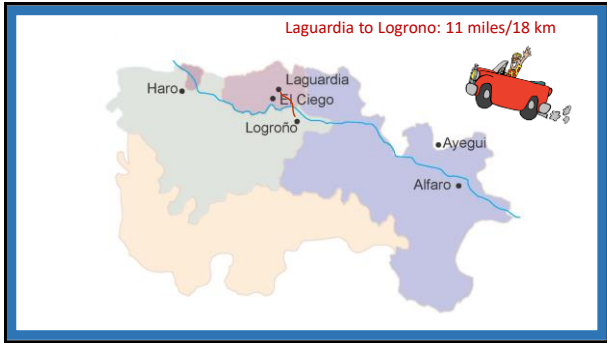 Laguardia to Logrono: 11 miles/18 km
Laguardia
Haro
El Ciego
Logroño
Ayegui
Alfaro